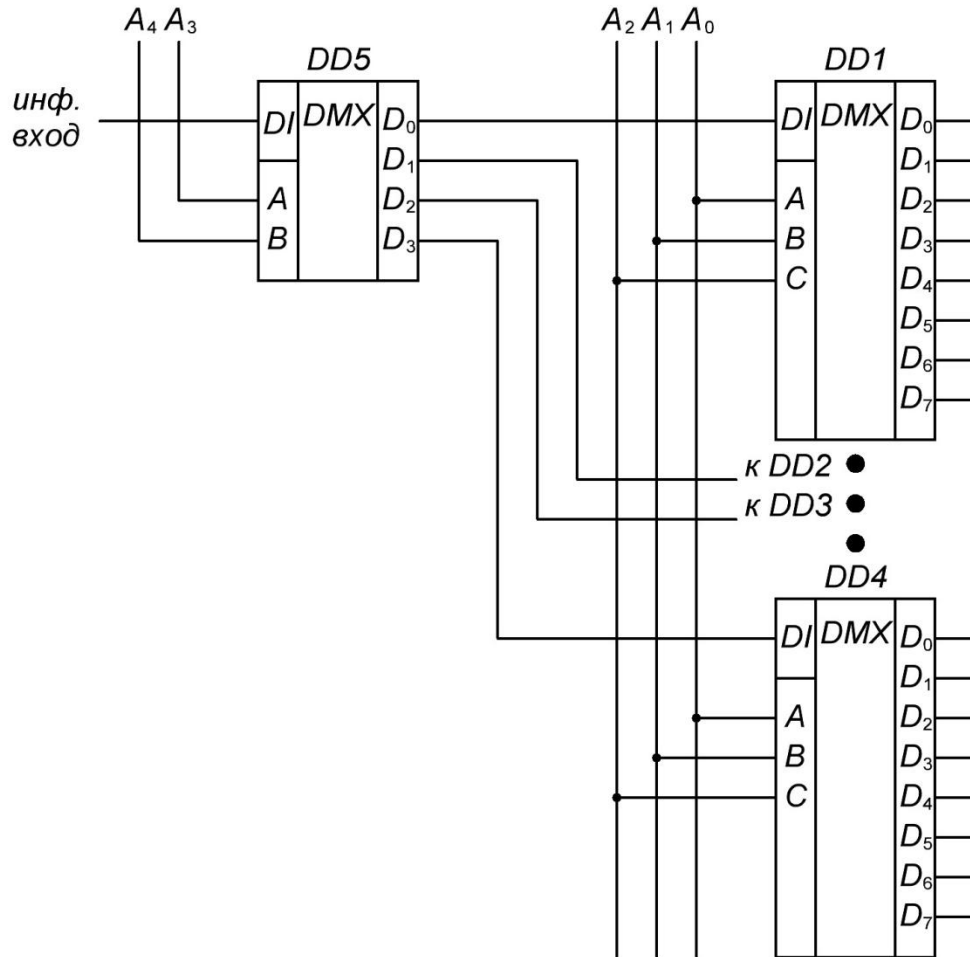 A₄ A₃
A₂ A₁ A₀
DD5
DD1
инф.
вход
DI DMX D₀
D₁
A D₂
B D₃
DI DMX D₀
D₁
A D₂
B D₃
C D₄
D₅
D₆
D₇
к DD2
к DD3
DD4
DI DMX D₀
D₁
A D₂
B D₃
C D₄
D₅
D₆
D₇